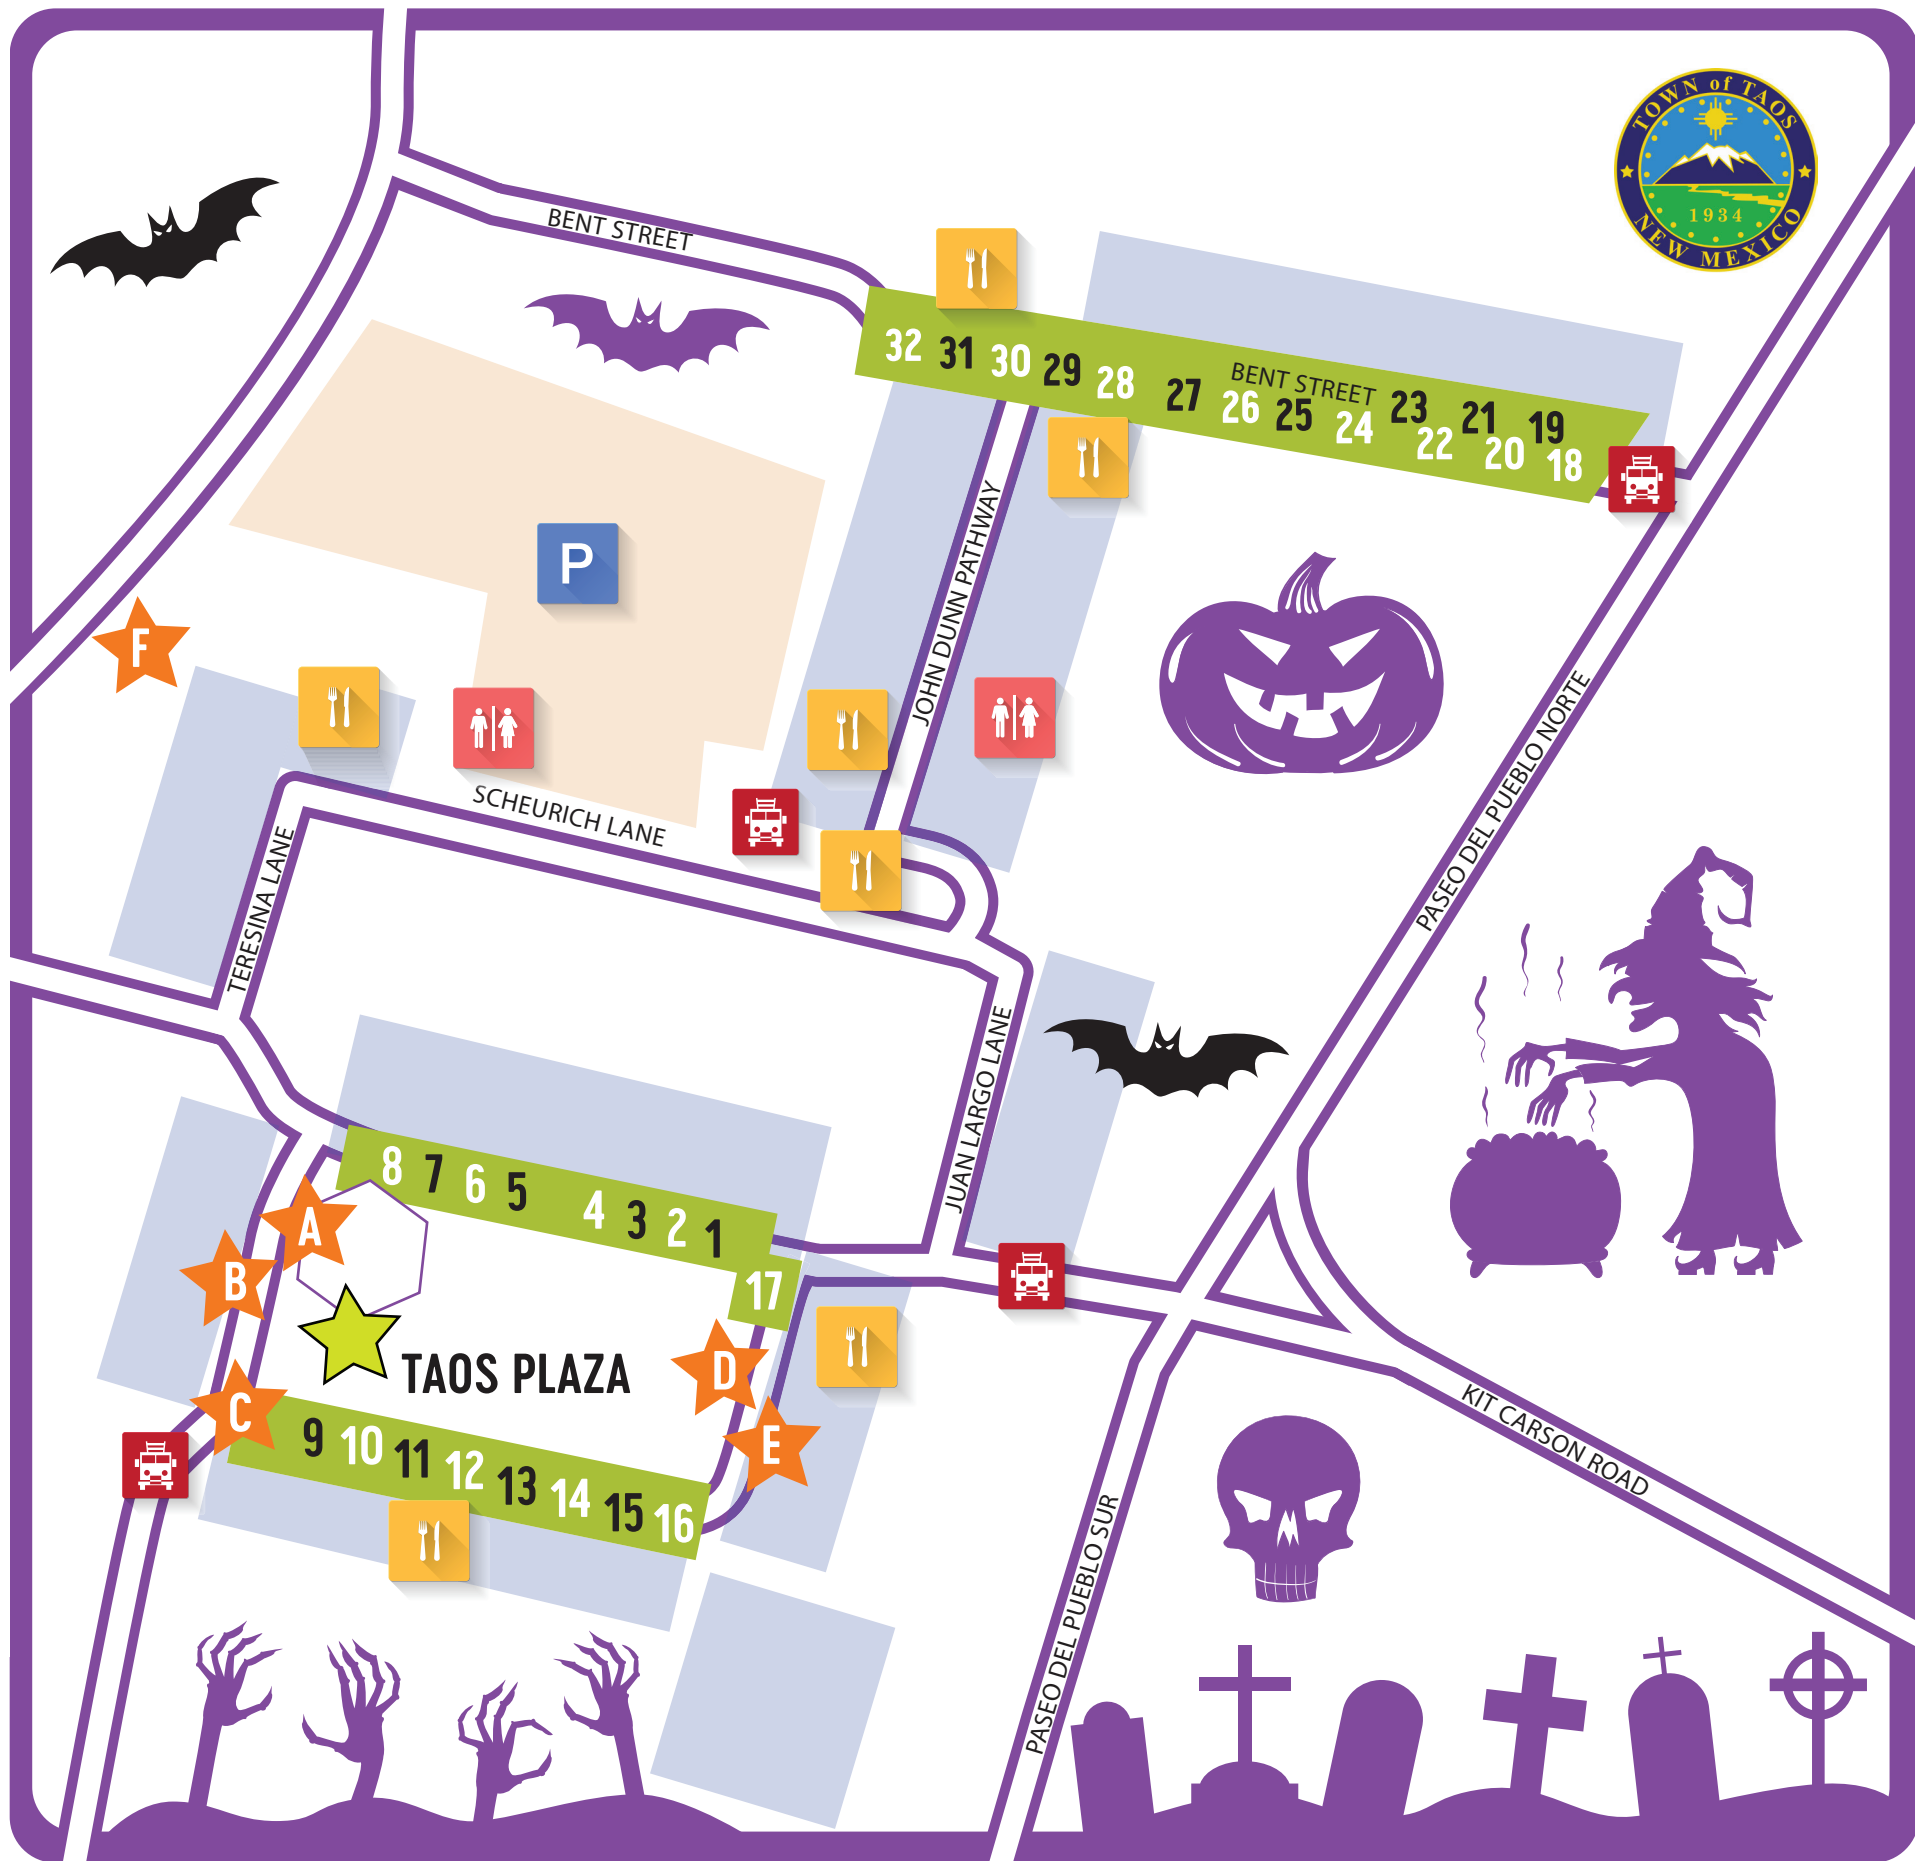 TOWN of TAOS
1934
NEW MEXICO
BENT STREET
32 31 30 29 28 27 26 25 24 23 22 21 20 19 18
BENT STREET
P
JOHN DUNN PATHWAY
F
PASEO DEL PUEBLO NORTE
SCHEURICH LANE
TERESINA LANE
JUAN LARGO LANE
8 7 6 5 4 3 2 1
17
A
B
TAOS PLAZA
D
C
E
9 10 11 12 13 14 15 16
KIT CARSON ROAD
PASEO DEL PUEBLO SUR